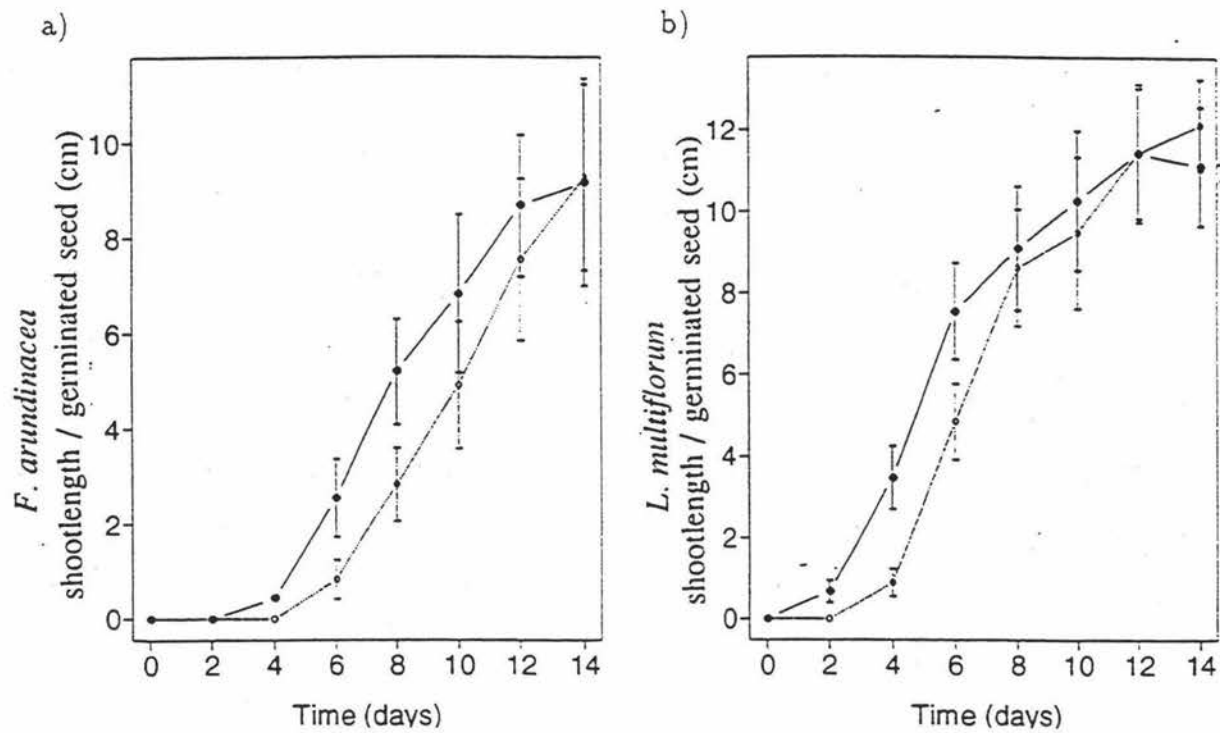 a)
F. arundinacea
shootlength / germinated seed (cm)
10
8
6
4
2
0
0 2 4 6 8 10 12 14
Time (days)
b)
L. multiflorum
shootlength / germinated seed (cm)
12
10
8
6
4
2
0
0 2 4 6 8 10 12 14
Time (days)